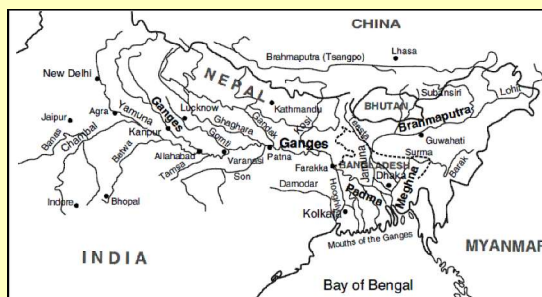 CHINA
Lhasa
Brahmaputra (Tsangpo)
New Delhi
NEPAL
Subansiri
Lohit
BHUTAN
Kathmandu
Agra
Lucknow
Ganges
Jaipur
Yamuna
Ghaghara
Gandak
Kosi
Teesta
Brahmaputra
Banas
Chambal
Kanpur
Gomti
Guwahati
Ganges
Jamuna
Surma
Betwa
Allahabad
Varanasi
Patna
Barak
Tamsa
Son
Farakka
BANGLADESH
Dhaka
Indore
Bhopal
Damodar
Hooghly
Padma
Meghna
Kolkata
Mouths of the Ganges
INDIA
MYANMAR
Bay of Bengal